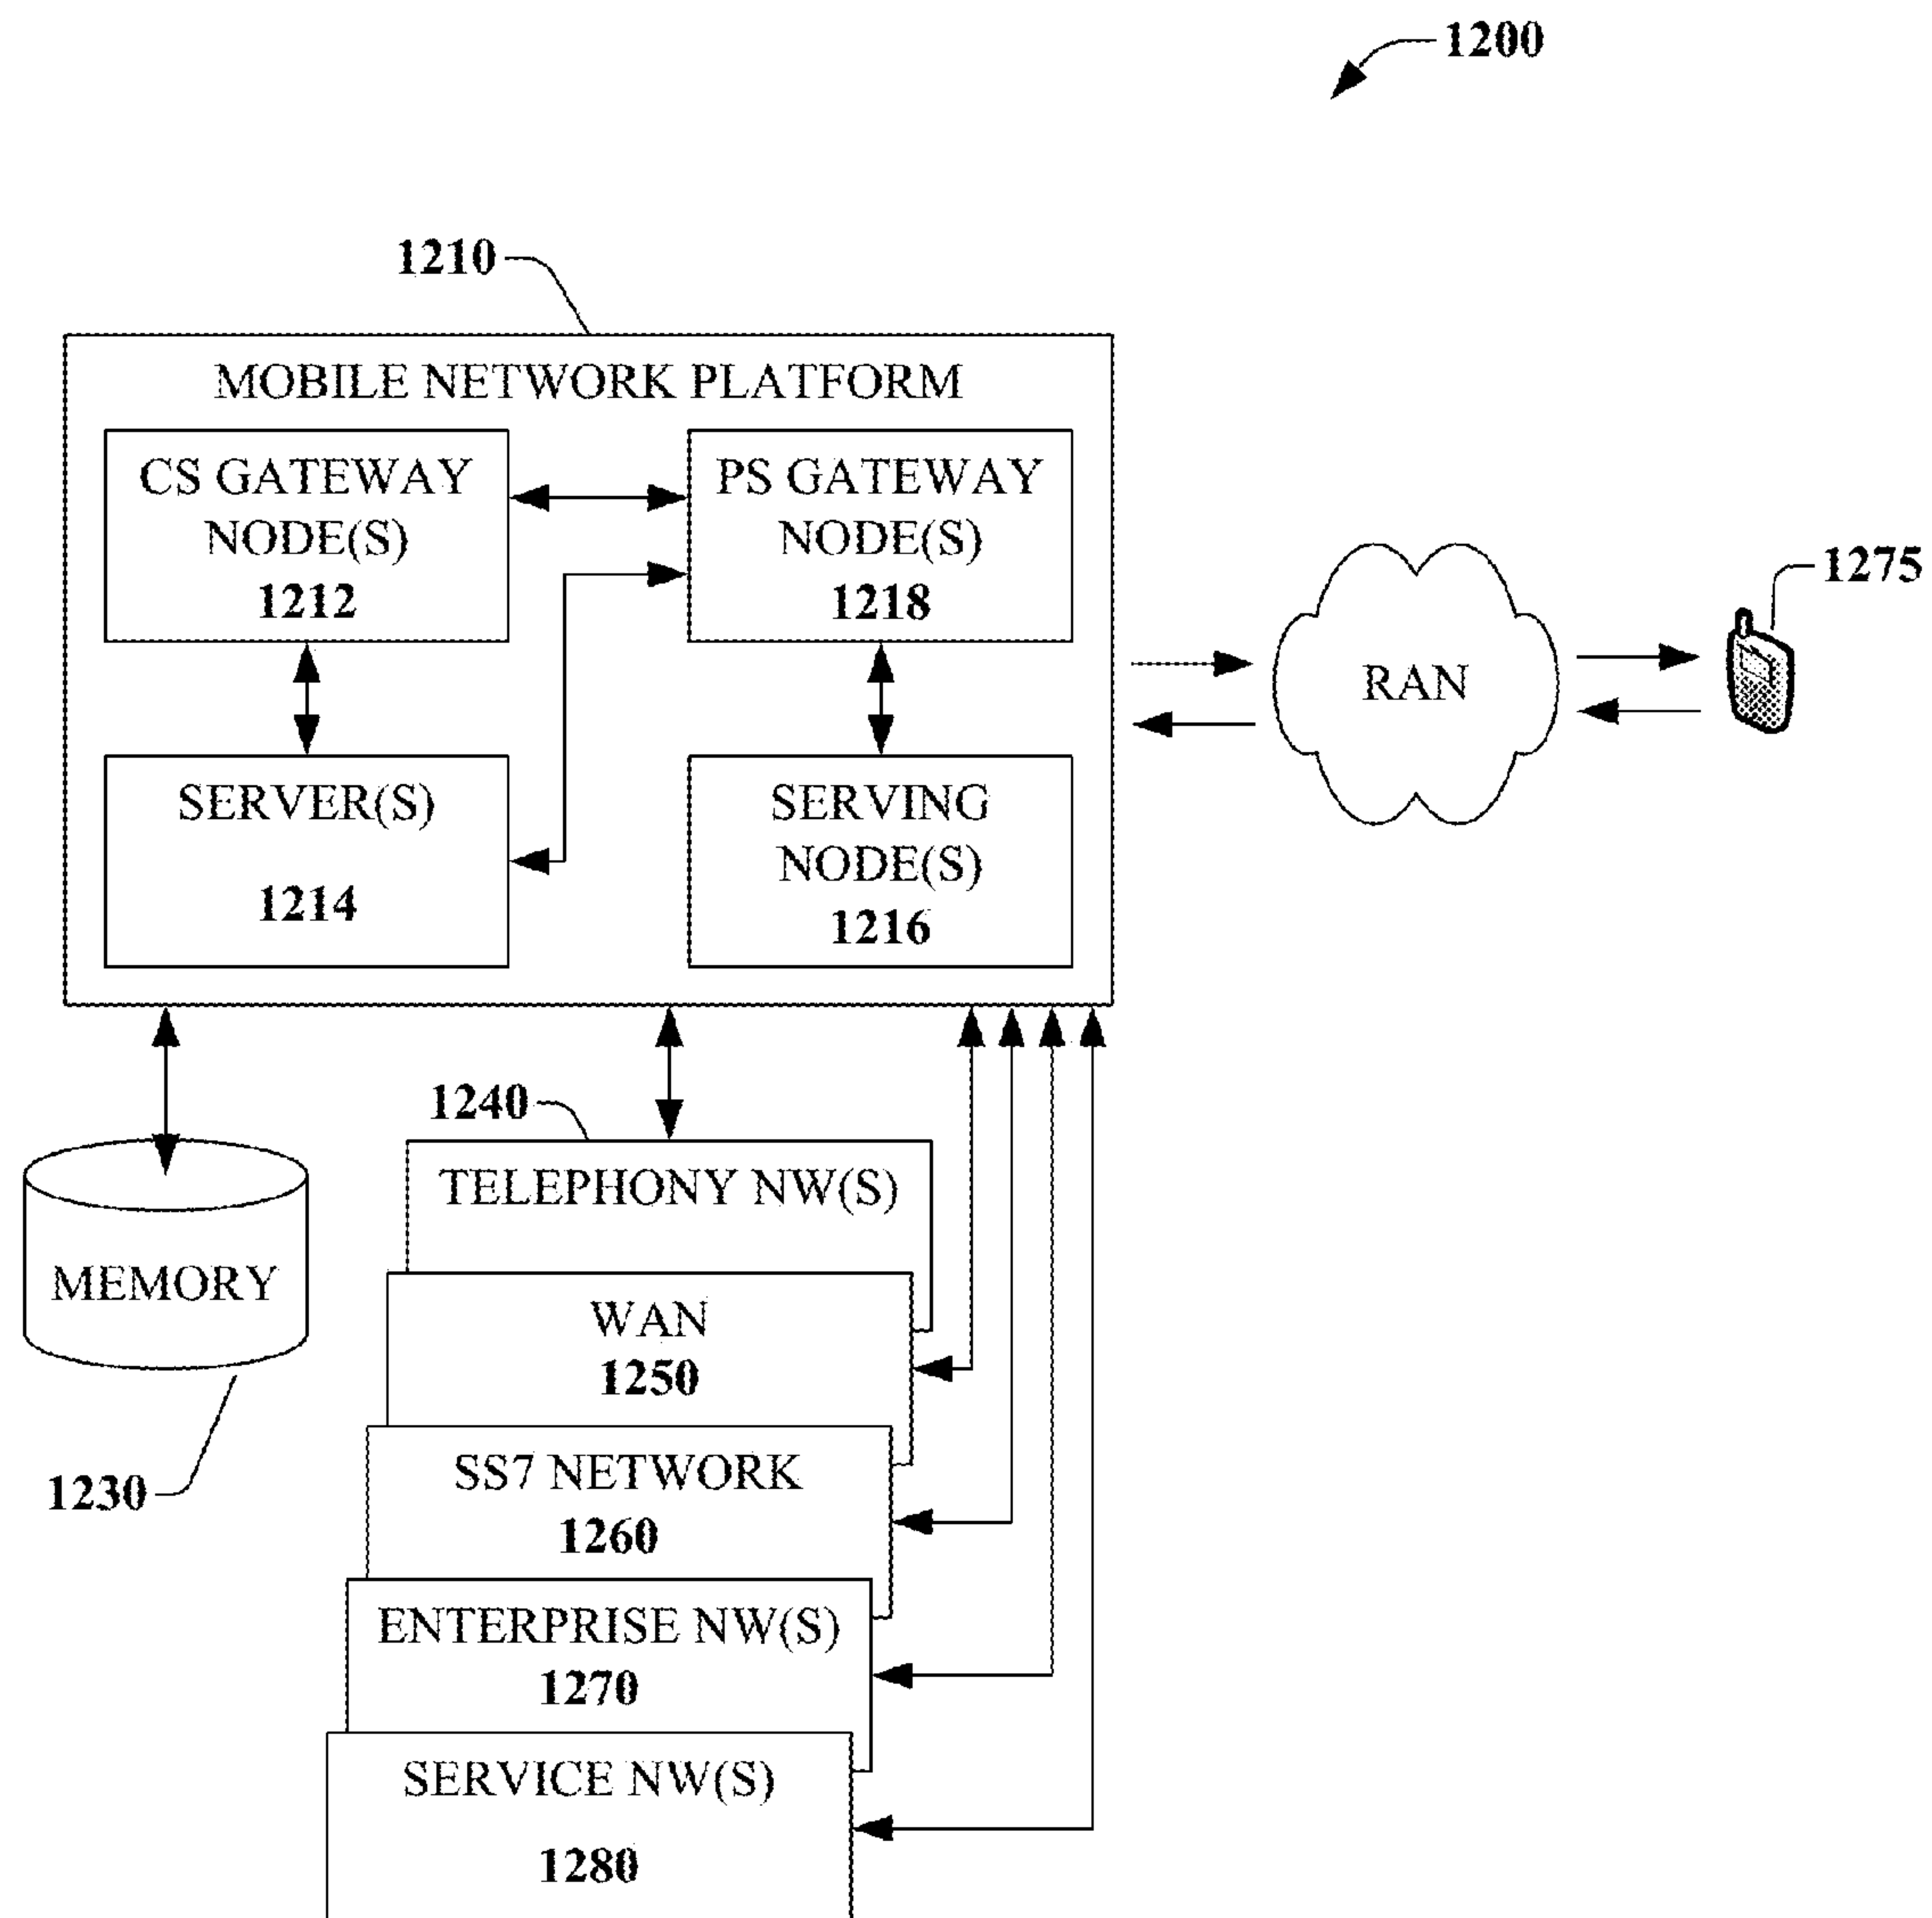 1200
1210
MOBILE NETWORK PLATFORM
CS GATEWAY
NODE(S)
1212
PS GATEWAY
NODE(S)
1218
SERVER(S)
1214
SERVING
NODE(S)
1216
RAN
1275
1240
TELEPHONY NW(S)
MEMORY
1230
WAN
1250
SS7 NETWORK
1260
ENTERPRISE NW(S)
1270
SERVICE NW(S)
1280